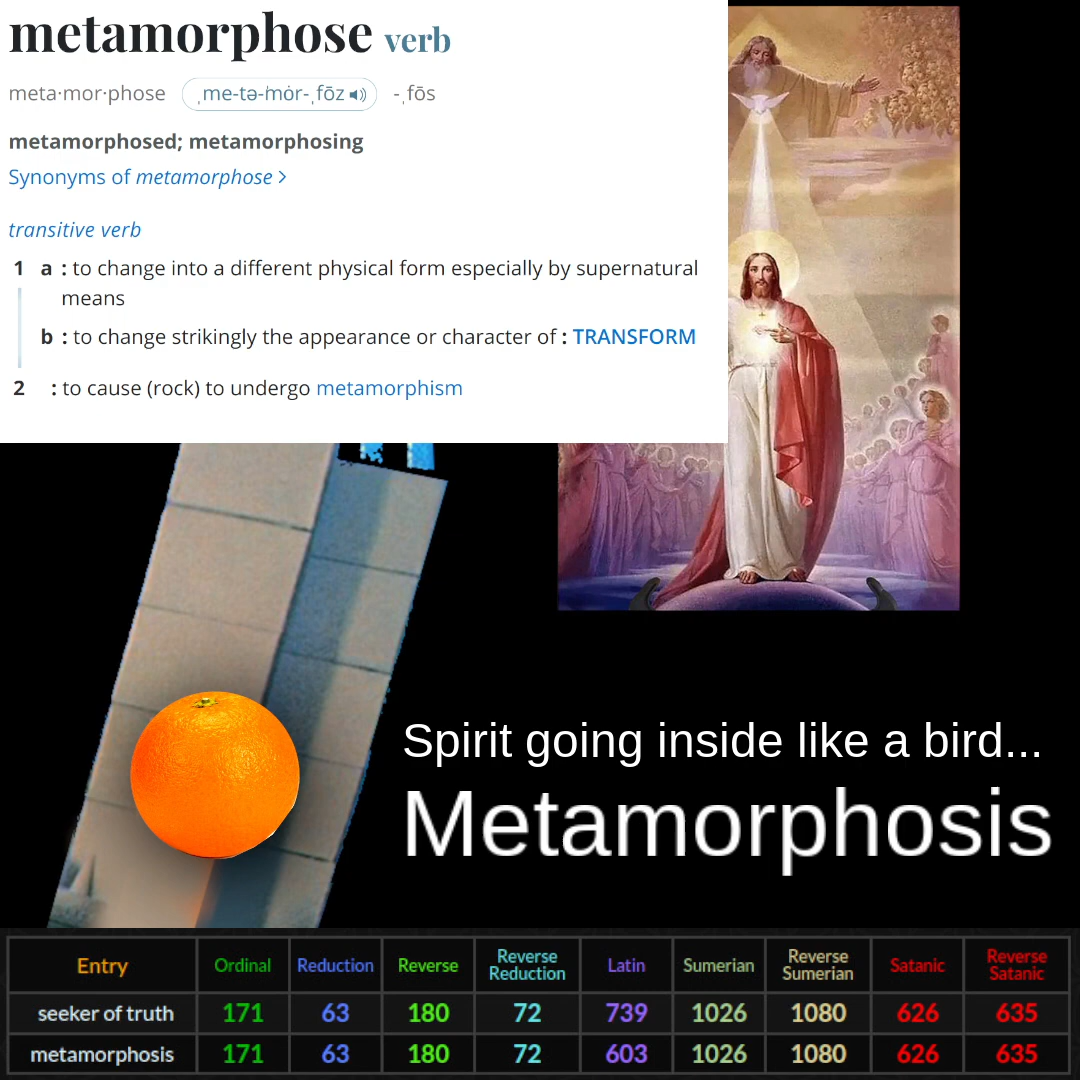 metamorphose verb
meta·mor·phose ˌme-tə-ˈmȯr-ˌfōz -ˌfōs
metamorphosed; metamorphosing
Synonyms of metamorphose >
transitive verb
1 a : to change into a different physical form especially by supernatural
means
b : to change strikingly the appearance or character of : TRANSFORM
2 : to cause (rock) to undergo metamorphism
Spirit going inside like a bird...
Metamorphosis
Entry Ordinal Reduction Reverse Reverse Reduction Latin Sumerian Reverse Sumerian Satanic Reverse Satanic
seeker of truth 171 63 180 72 739 1026 1080 626 635
metamorphosis 171 63 180 72 603 1026 1080 626 635